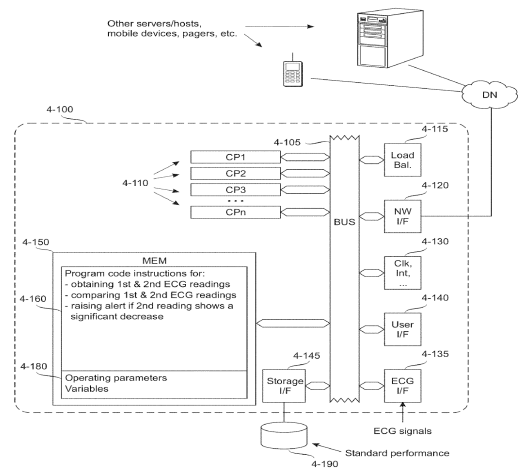 Other servers/hosts,
mobile devices, pagers, etc.
DN
4-100
4-105
4-115
CP1
Load
Bal.
CP2
4-110
CP3
4-120
...
NW
I/F
CPn
BUS
4-150
MEM
4-130
Program code instructions for:
- obtaining 1st & 2nd ECG readings
- comparing 1st & 2nd ECG readings
- raising alert if 2nd reading shows a
significant decrease
Clk,
Int,
...
4-160
4-140
User
I/F
4-180
4-145
4-135
Operating parameters
Variables
Storage
I/F
ECG
I/F
ECG signals
Standard performance
4-190